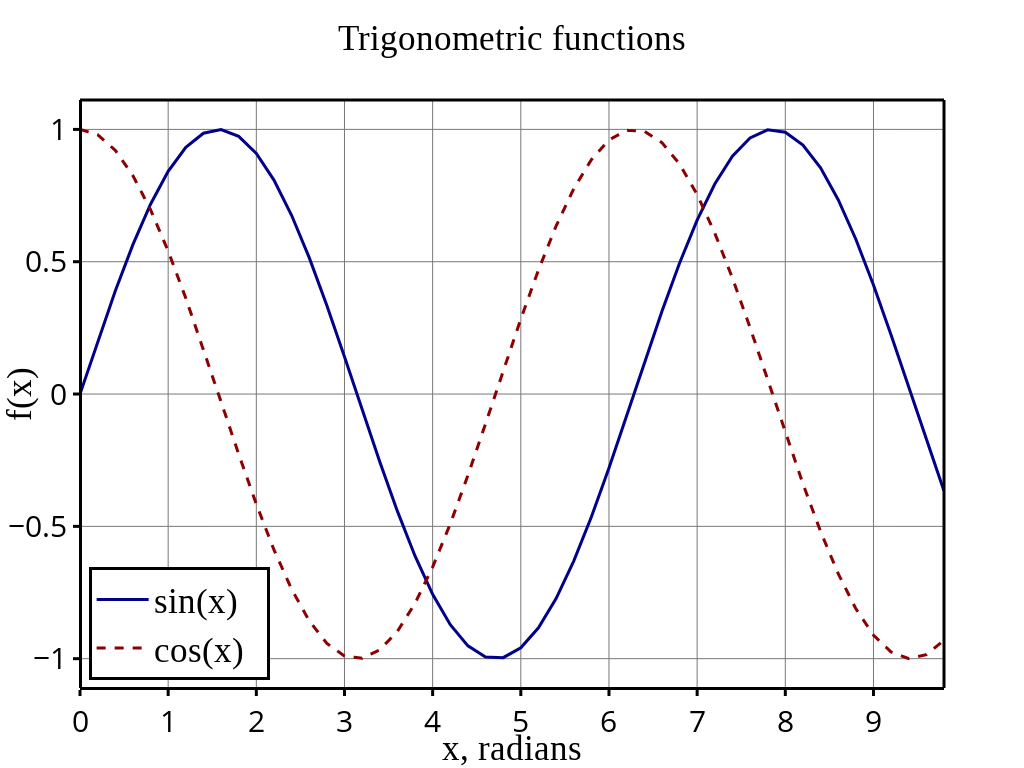 Trigonometric functions
1
0.5
0
−0.5
−1
f(x)
sin(x)
cos(x)
0 1 2 3 4 5 6 7 8 9
x, radians